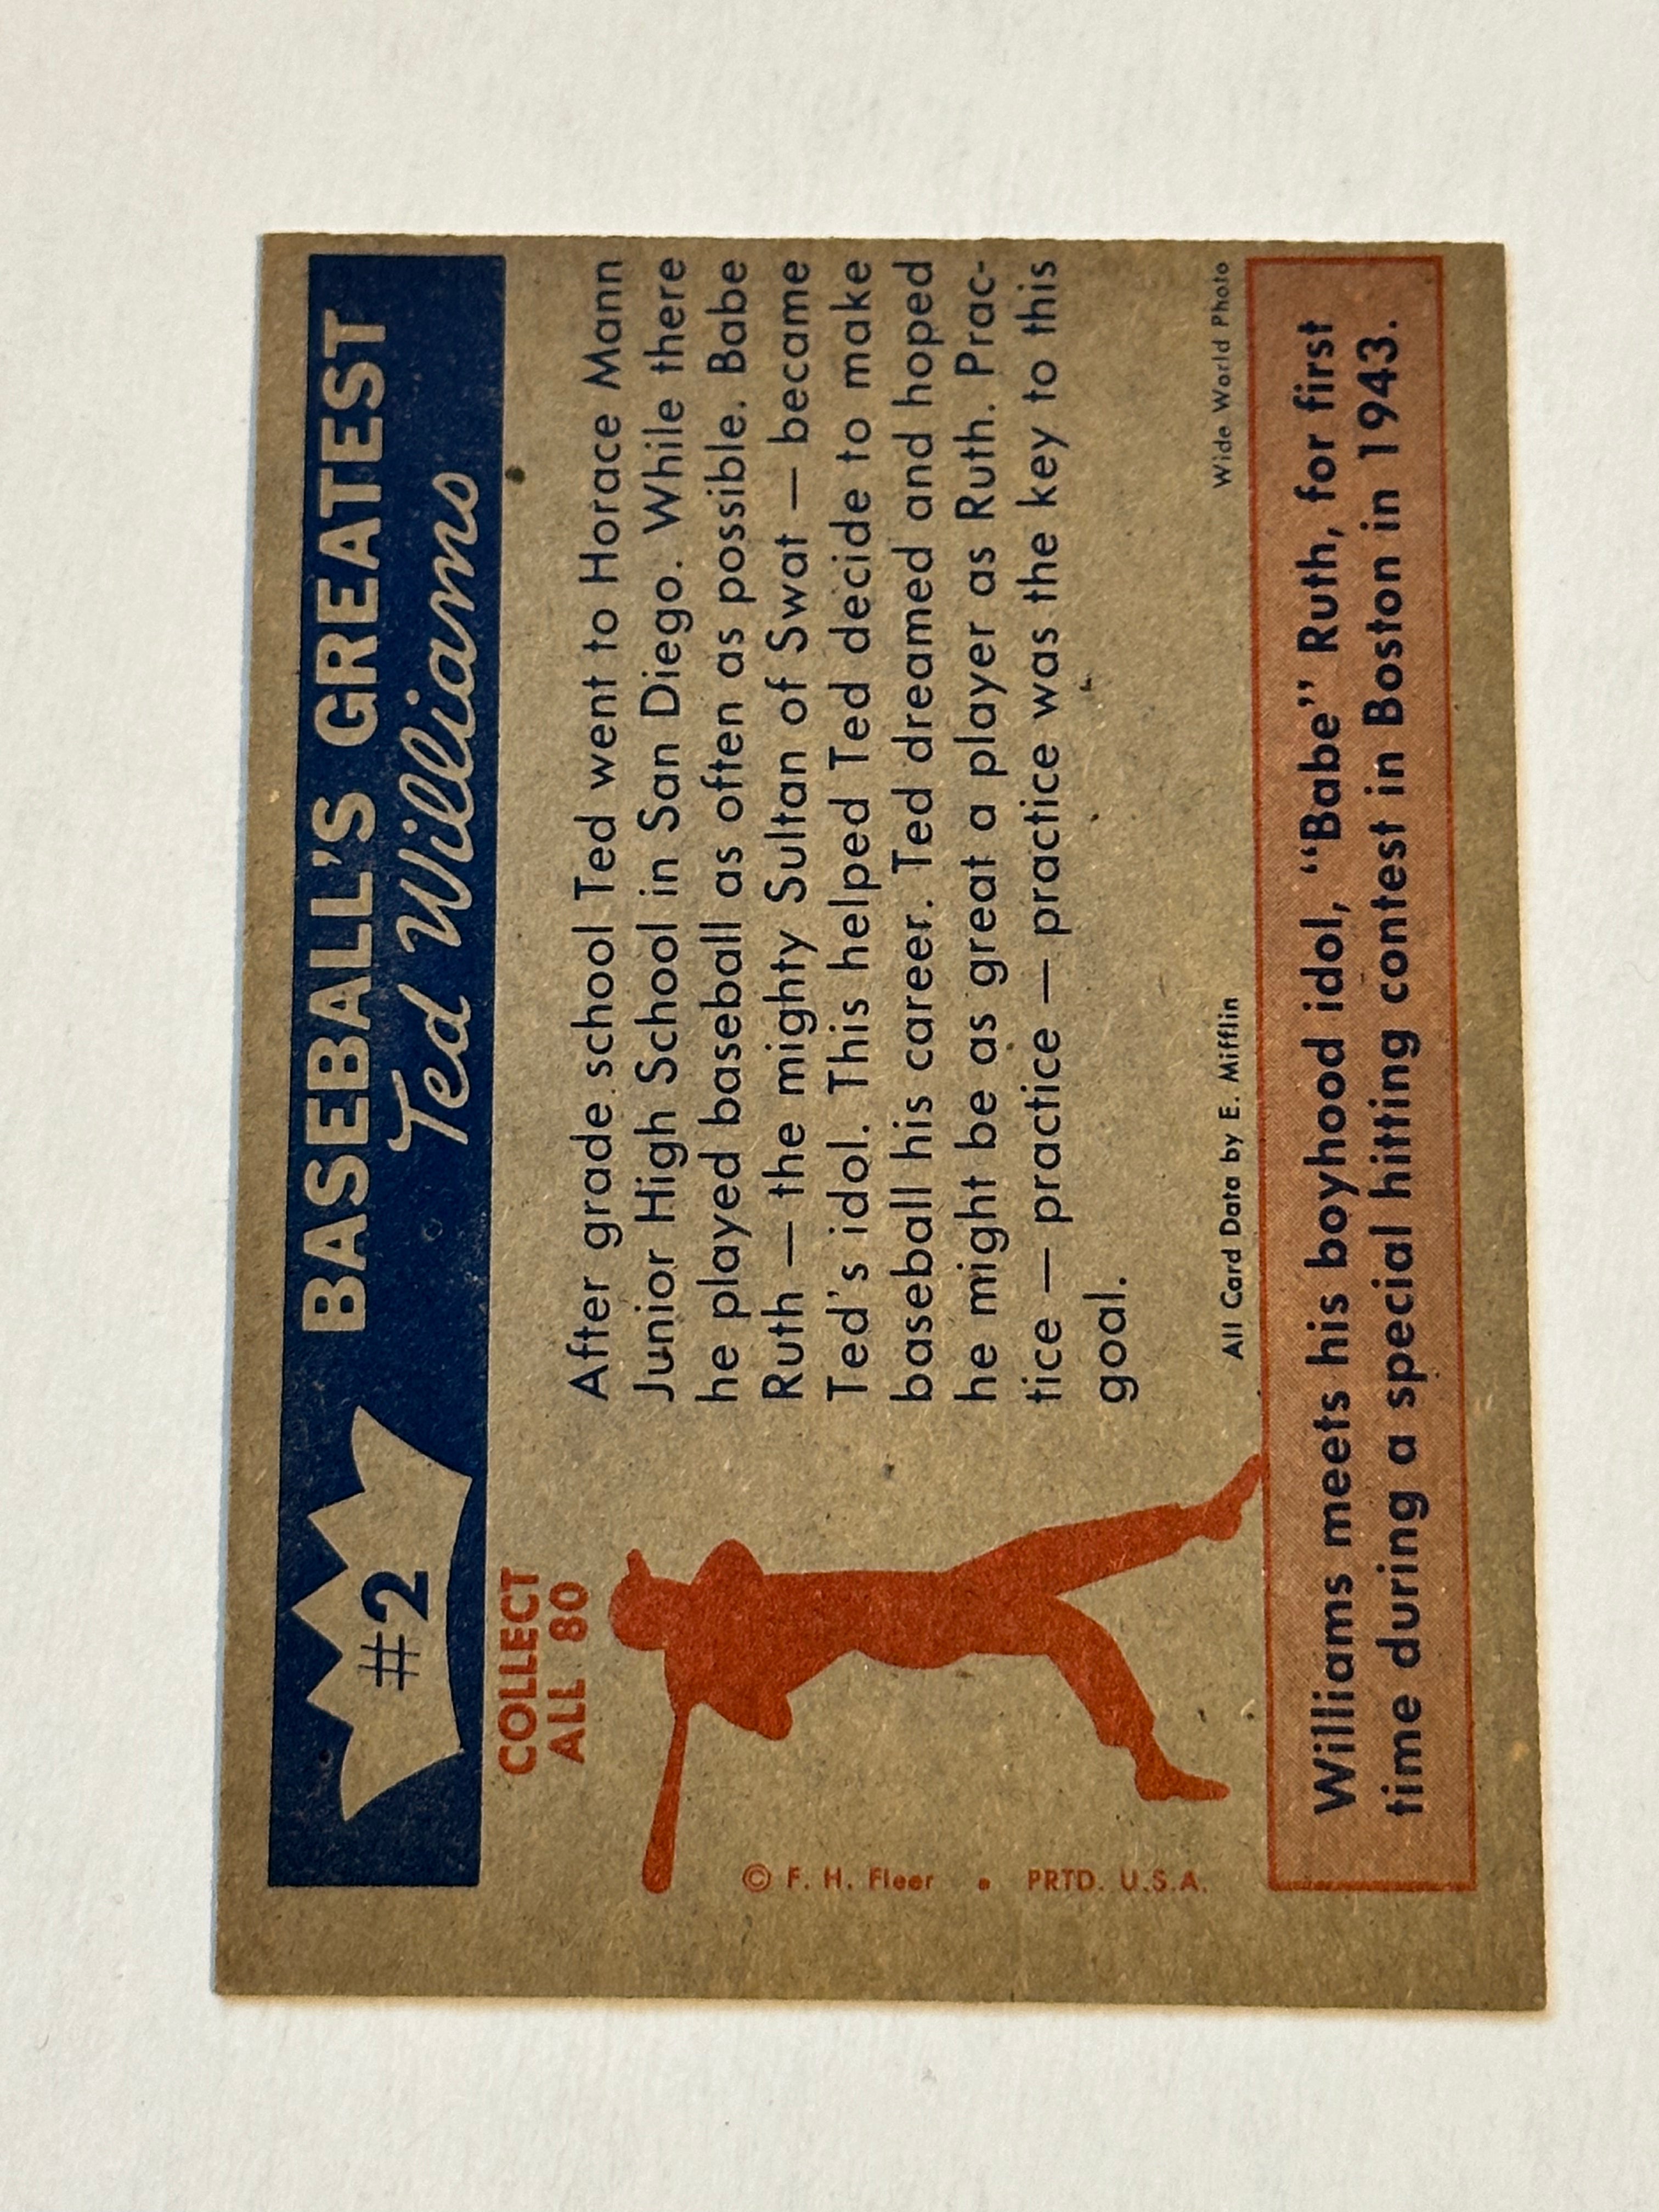 #2
BASEBALL'S GREATEST
Ted Williams
COLLECT
ALL 80
After grade school Ted went to Horace Mann
Junior High School in San Diego. While there
he played baseball as often as possible. Babe
Ruth — the mighty Sultan of Swat — became
Ted's idol. This helped Ted decide to make
baseball his career. Ted dreamed and hoped
he might be as great a player as Ruth. Prac-
tice — practice — practice was the key to this
goal.
© F. H. Fleer • PRTD. U.S.A.
All Card Data by E. Mifflin
Wide World Photo
Williams meets his boyhood idol, "Babe" Ruth, for first
time during a special hitting contest in Boston in 1943.